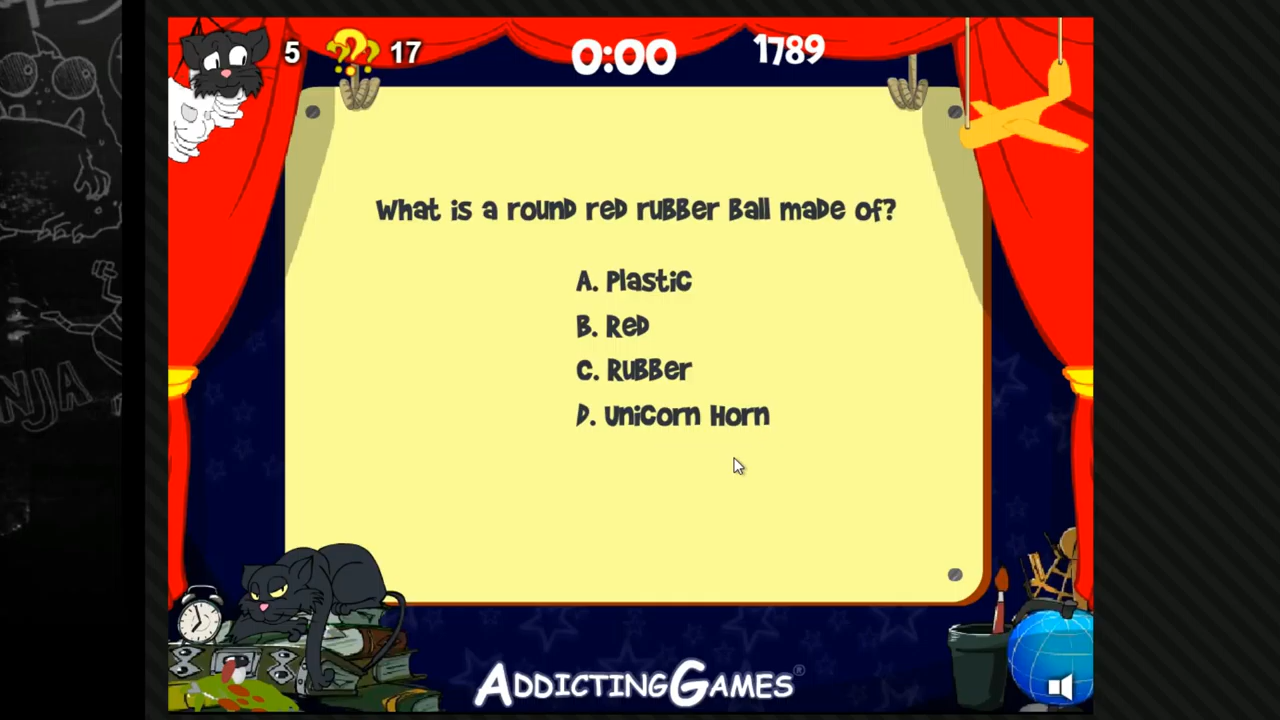 5
17
0:00
1789
What is a round red rubber ball made of?
A. Plastic
B. Red
C. Rubber
D. Unicorn Horn
ADDICTINGGAMES®
NJA